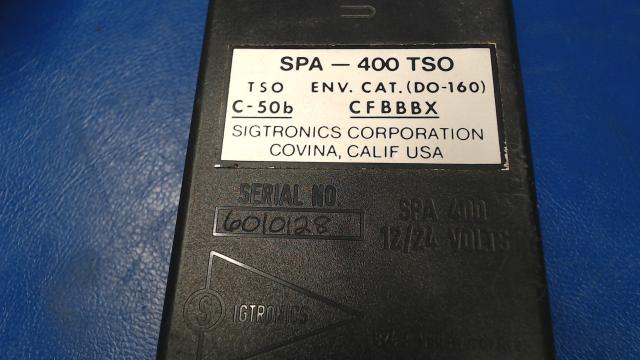 SPA — 400 TSO
TSO ENV. CAT. (DO-160)
C-50b CFBBBX
SIGTRONICS CORPORATION
COVINA, CALIF USA
SERIAL NO.
6010128
SPA 400
12/24 VOLTS
SIGTRONICS